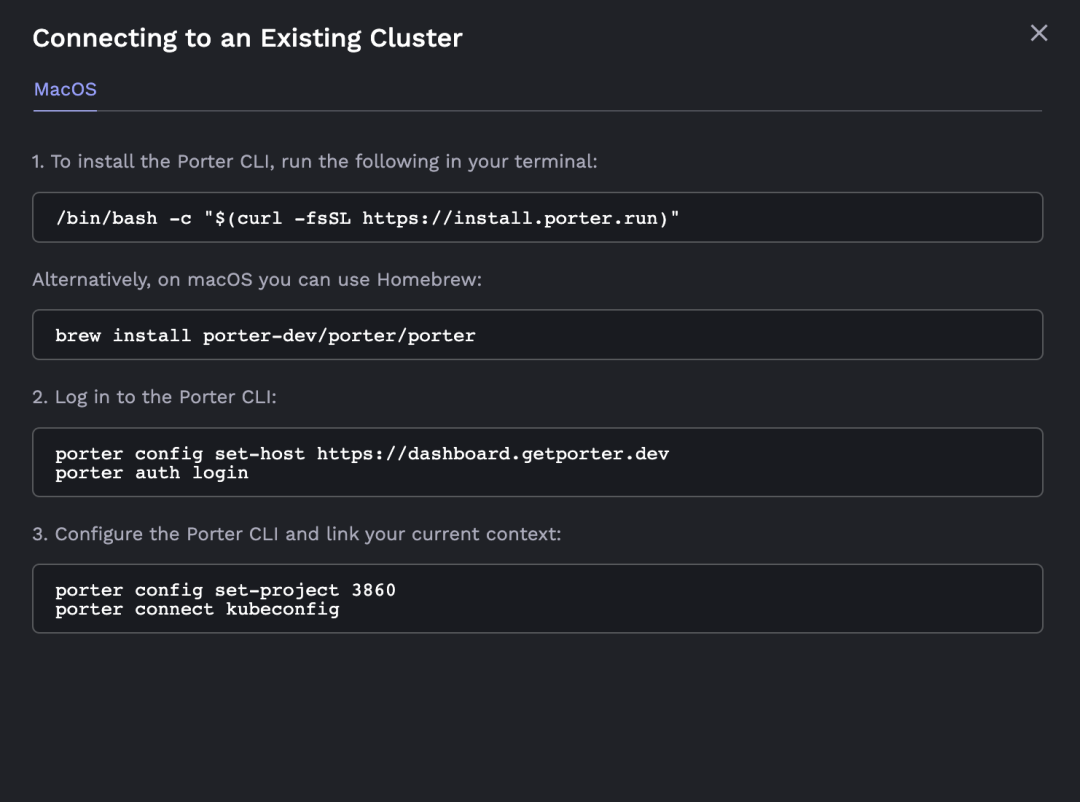 Connecting to an Existing Cluster
MacOS
1. To install the Porter CLI, run the following in your terminal:
/bin/bash -c "$(curl -fsSL https://install.porter.run)"
Alternatively, on macOS you can use Homebrew:
brew install porter-dev/porter/porter
2. Log in to the Porter CLI:
porter config set-host https://dashboard.getporter.dev
porter auth login
3. Configure the Porter CLI and link your current context:
porter config set-project 3860
porter connect kubeconfig